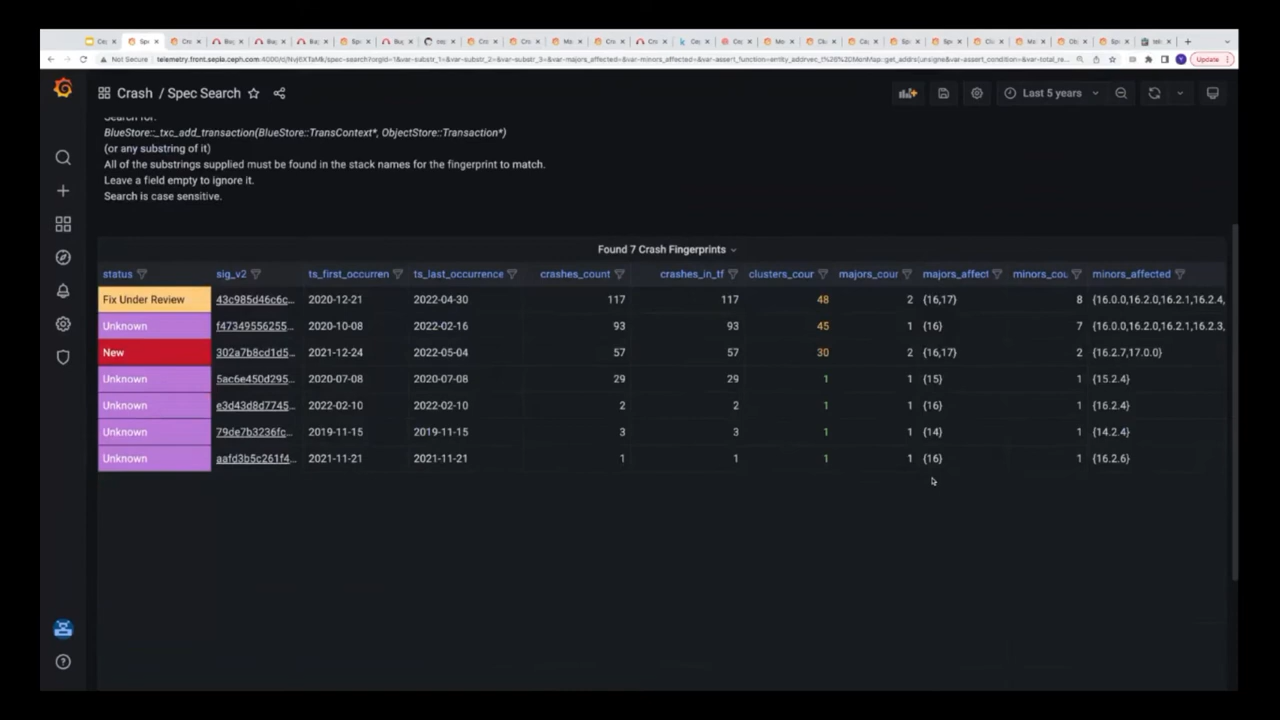 Not Secure
telemetry.front.sepia.ceph.com
Update
Crash / Spec Search
Last 5 years
Search for:
BlueStore::_txc_add_transaction(BlueStore::TransContext*, ObjectStore::Transaction*)
(or any substring of it)
All of the substrings supplied must be found in the stack names for the fingerprint to match.
Leave a field empty to ignore it.
Search is case sensitive.
Found 7 Crash Fingerprints
status sig_v2 ts_first_occurren ts_last_occurrence crashes_count crashes_in_tf clusters_cour majors_cour majors_affect minors_cou minors_affected
Fix Under Review 43c985d46c6c... 2020-12-21 2022-04-30 117 117 48 2 {16,17} 8 {16.0.0,16.2.0,16.2.1,16.2.4,
Unknown f47349556255... 2020-10-08 2022-02-16 93 93 45 1 {16} 7 {16.0.0,16.2.0,16.2.1,16.2.3,
New 302a7b8cd1d5... 2021-12-24 2022-05-04 57 57 30 2 {16,17} 2 {16.2.7,17.0.0}
Unknown 5ac6e450d295... 2020-07-08 2020-07-08 29 29 1 1 {15} 1 {15.2.4}
Unknown e3d43d8d7745... 2022-02-10 2022-02-10 2 2 1 1 {16} 1 {16.2.4}
Unknown 79de7b3236fc... 2019-11-15 2019-11-15 3 3 1 1 {14} 1 {14.2.4}
Unknown aafd3b5c261f4... 2021-11-21 2021-11-21 1 1 1 1 {16} 1 {16.2.6}